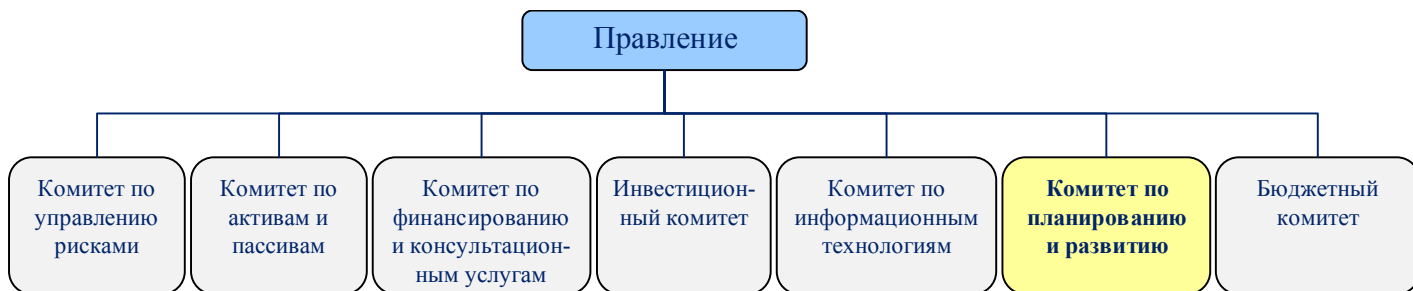 Правление
Комитет по
управлению
рисками
Комитет по
активам и
пассивам
Комитет по
финансированию
и консультацион-
ным услугам
Инвестицион-
ный комитет
Комитет по
информационным
технологиям
Комитет по
планированию
и развитию
Бюджетный
комитет